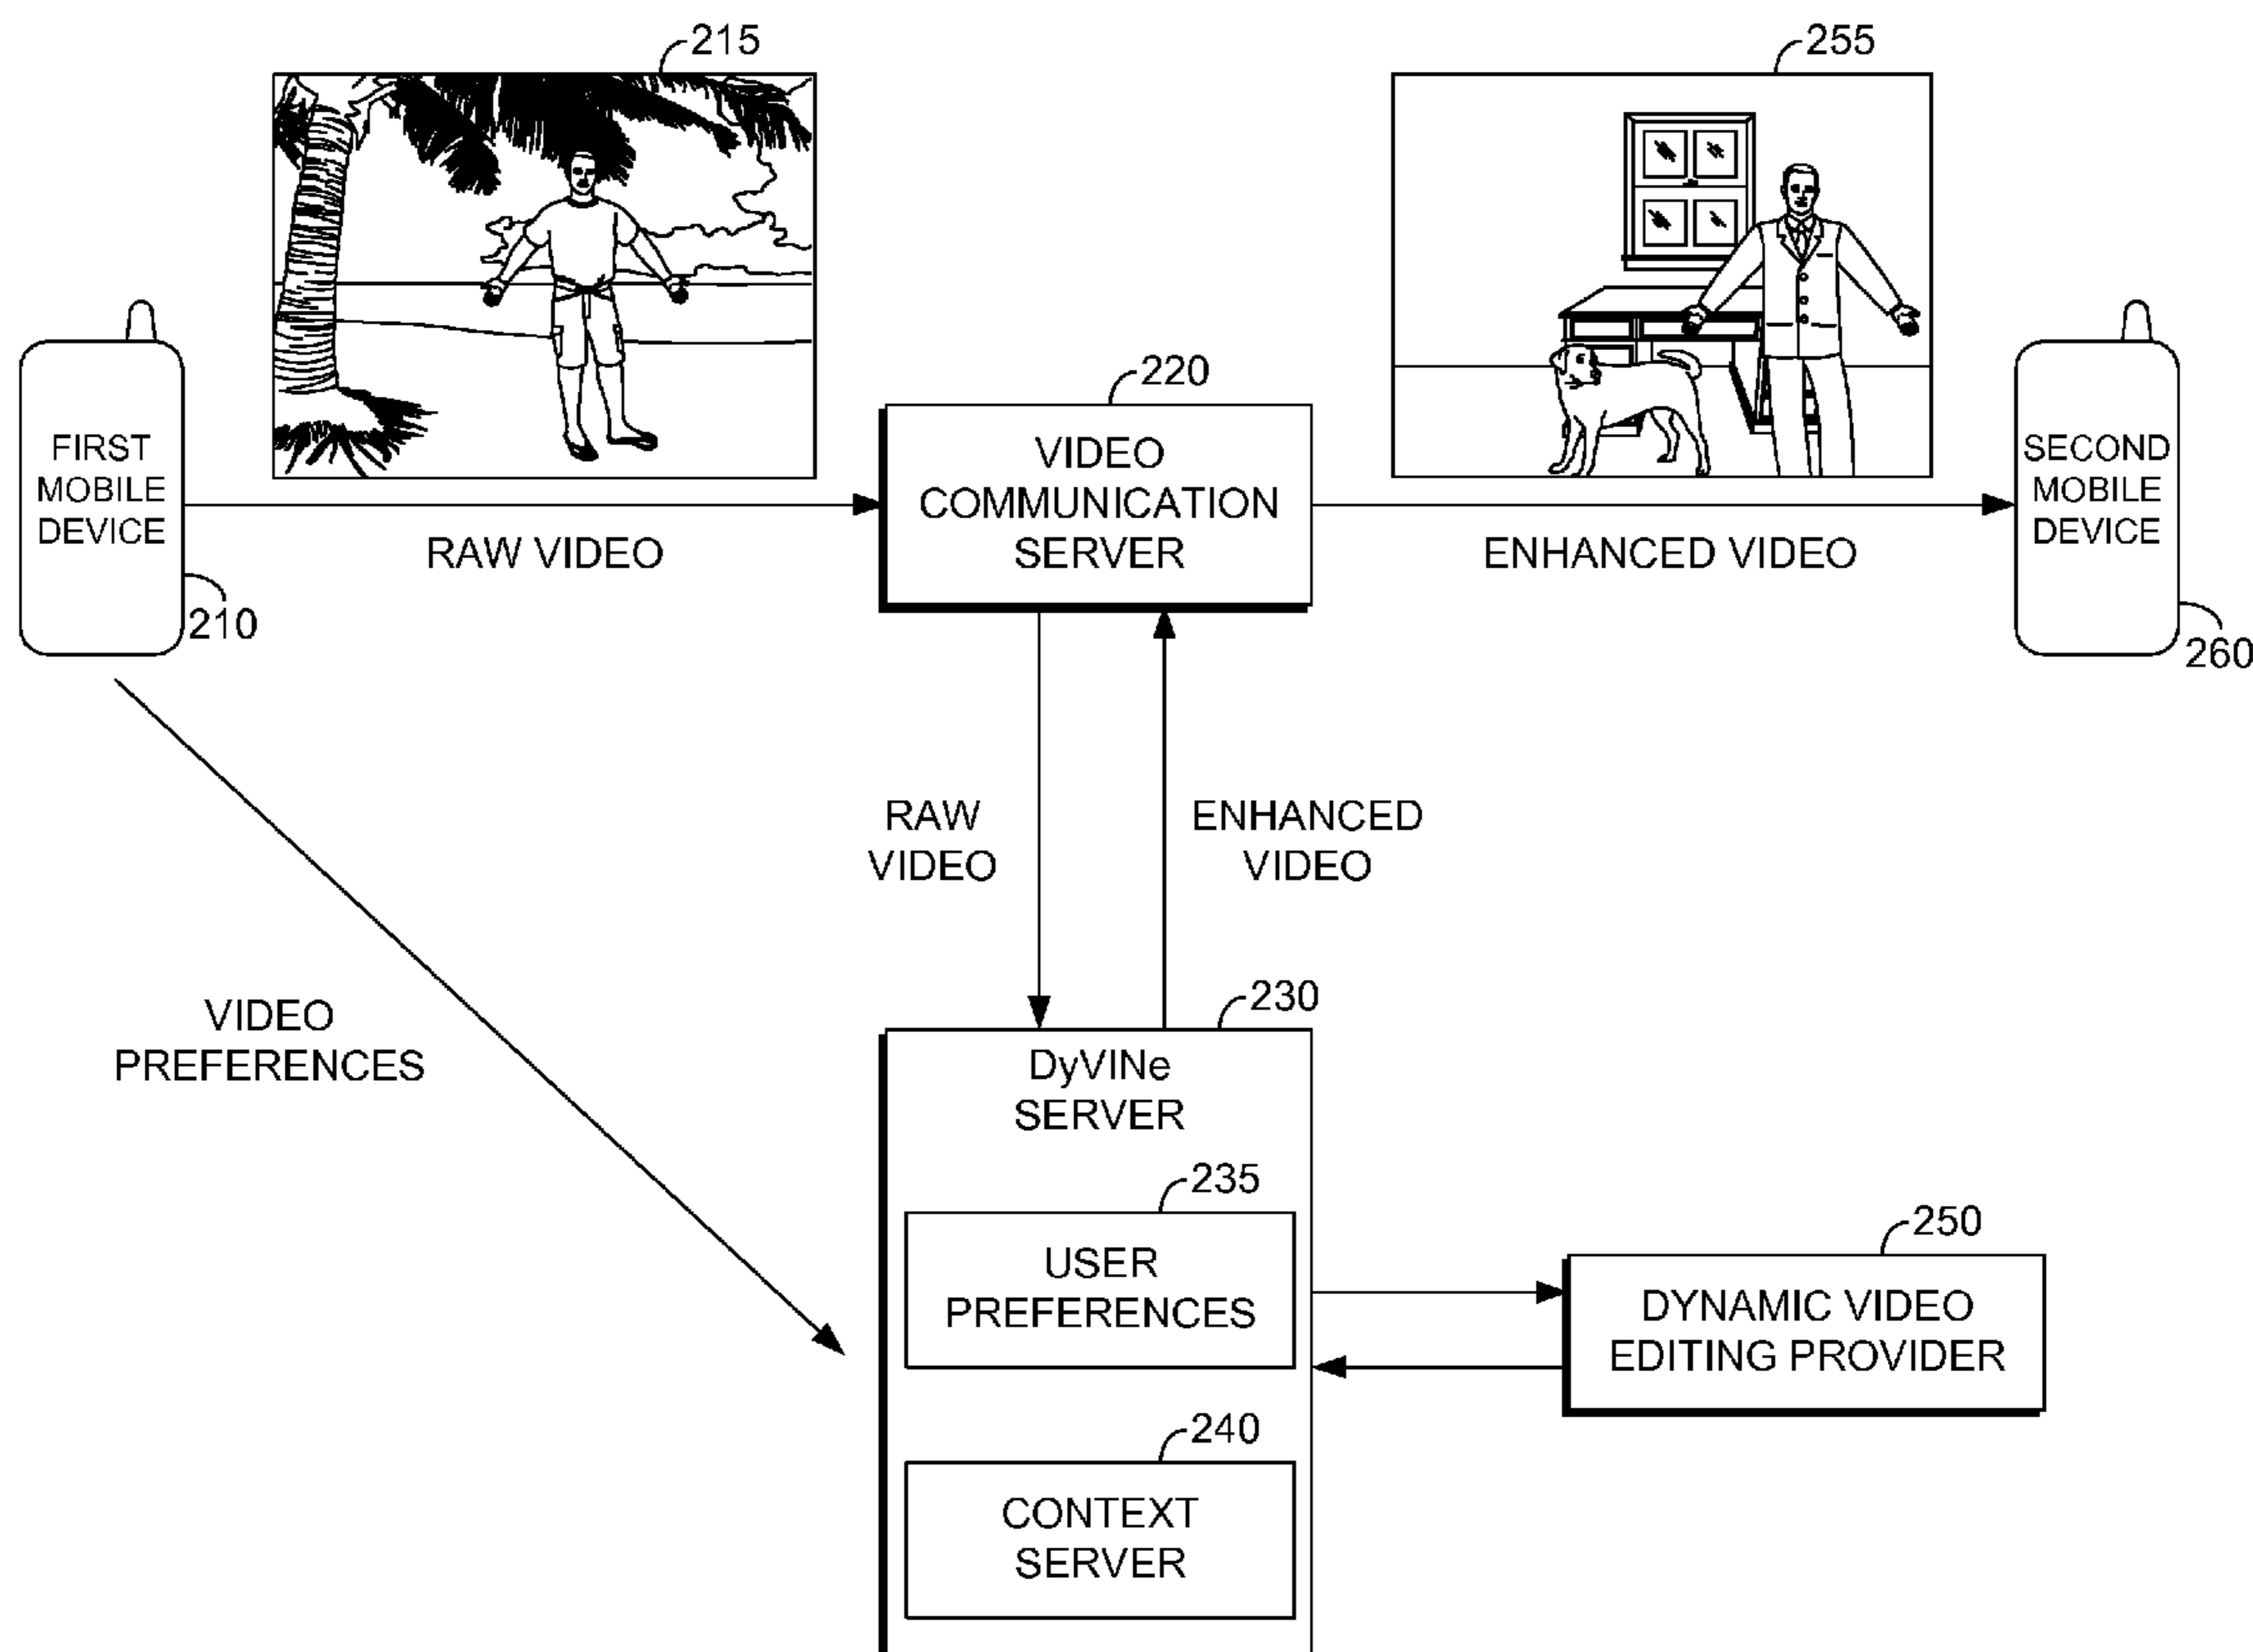 215
255
FIRST
MOBILE
DEVICE
210
RAW VIDEO
220
VIDEO
COMMUNICATION
SERVER
ENHANCED VIDEO
SECOND
MOBILE
DEVICE
260
RAW
VIDEO
ENHANCED
VIDEO
VIDEO
PREFERENCES
230
DyVINe
SERVER
235
USER
PREFERENCES
240
CONTEXT
SERVER
250
DYNAMIC VIDEO
EDITING PROVIDER